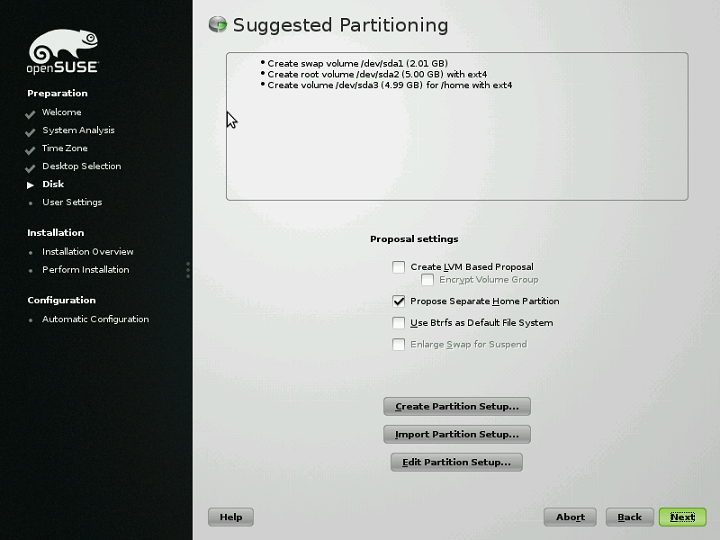 Suggested Partitioning
openSUSE
Preparation
Welcome
System Analysis
Time Zone
Desktop Selection
Disk
User Settings
Installation
Installation Overview
Perform Installation
Configuration
Automatic Configuration
• Create swap volume /dev/sda1 (2.01 GB)
• Create root volume /dev/sda2 (5.00 GB) with ext4
• Create volume /dev/sda3 (4.99 GB) for /home with ext4
Proposal settings
Create LVM Based Proposal
Encrypt Volume Group
Propose Separate Home Partition
Use Btrfs as Default File System
Enlarge Swap for Suspend
Create Partition Setup...
Import Partition Setup...
Edit Partition Setup...
Help
Abort
Back
Next